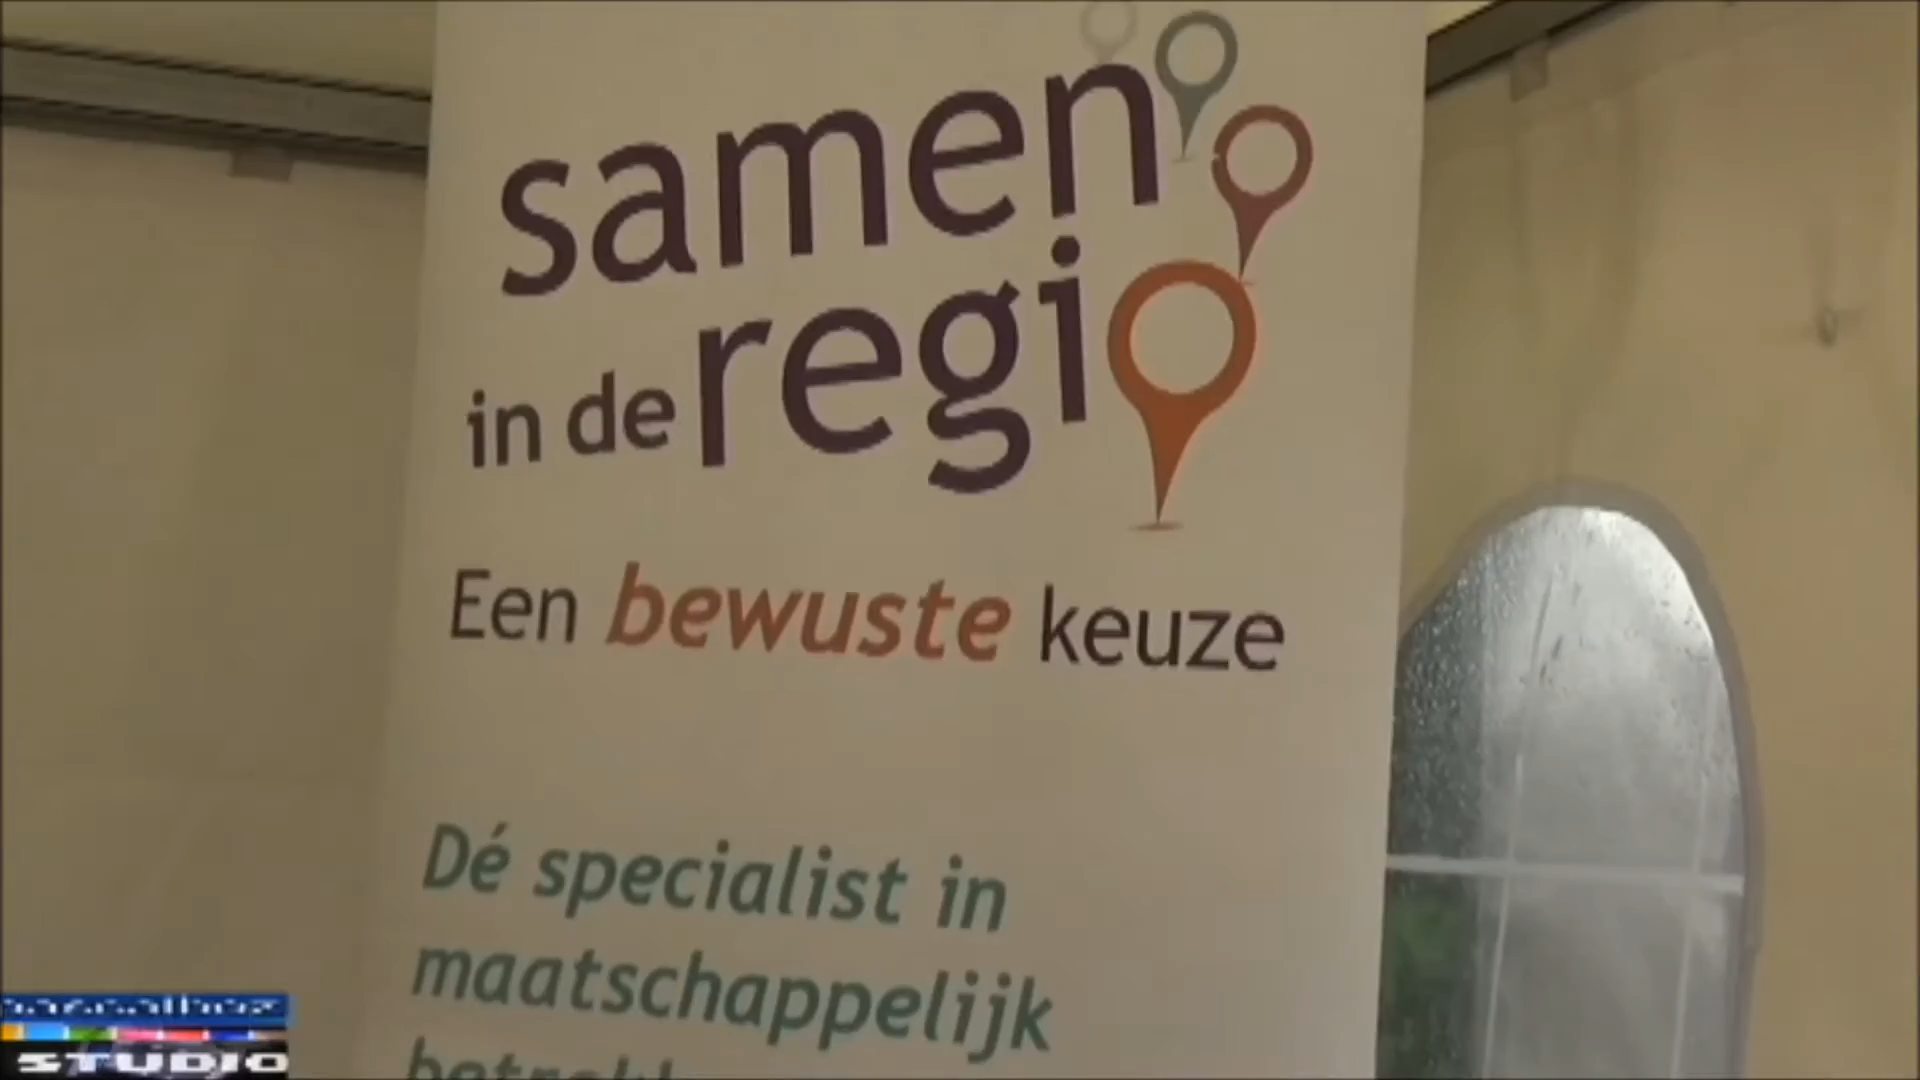 samen
in de regio
Een bewuste keuze
Dé specialist in
maatschappelijk
STUDIO